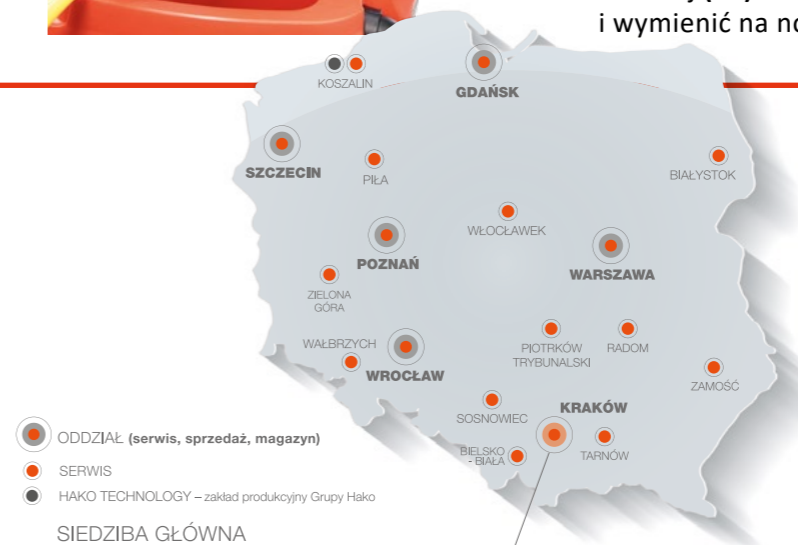 i wymienić na no
KOSZALIN
GDAŃSK
SZCZECIN
PIŁA
BIAŁYSTOK
WŁOCŁAWEK
POZNAŃ
WARSZAWA
ZIELONA
GÓRA
WAŁBRZYCH
WROCŁAW
PIOTRKÓW
TRYBUNALSKI
RADOM
ZAMOŚĆ
SOSNOWIEC
KRAKÓW
BIELSKO
- BIAŁA
TARNÓW
ODDZIAŁ (serwis, sprzedaż, magazyn)
SERWIS
HAKO TECHNOLOGY – zakład produkcyjny Grupy Hako
SIEDZIBA GŁÓWNA